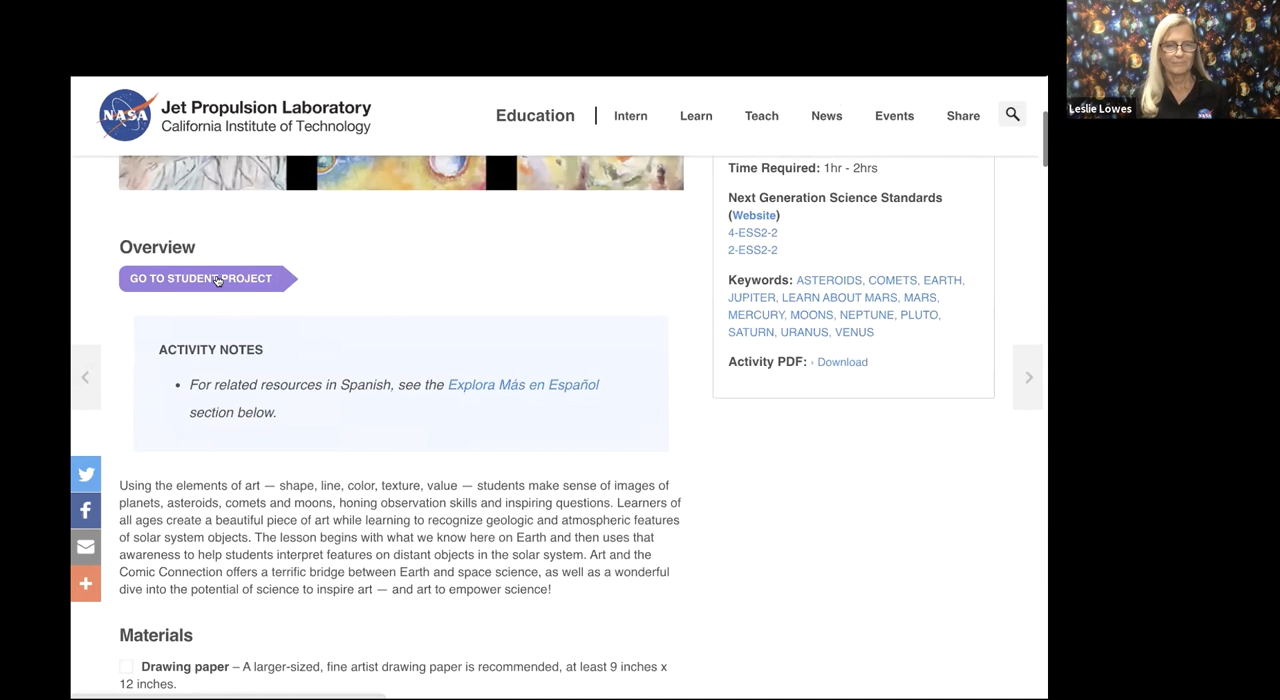 Leslie Lowes
NASA
Jet Propulsion Laboratory
California Institute of Technology
Education
Intern
Learn
Teach
News
Events
Share
Overview
GO TO STUDENT PROJECT
ACTIVITY NOTES
• For related resources in Spanish, see the Explora Más en Español
section below.
Using the elements of art — shape, line, color, texture, value — students make sense of images of
planets, asteroids, comets and moons, honing observation skills and inspiring questions. Learners of
all ages create a beautiful piece of art while learning to recognize geologic and atmospheric features
of solar system objects. The lesson begins with what we know here on Earth and then uses that
awareness to help students interpret features on distant objects in the solar system. Art and the
Comic Connection offers a terrific bridge between Earth and space science, as well as a wonderful
dive into the potential of science to inspire art — and art to empower science!
Materials
Drawing paper – A larger-sized, fine artist drawing paper is recommended, at least 9 inches x
12 inches.
Time Required: 1hr - 2hrs
Next Generation Science Standards
(Website)
4-ESS2-2
2-ESS2-2
Keywords: ASTEROIDS, COMETS, EARTH,
JUPITER, LEARN ABOUT MARS, MARS,
MERCURY, MOONS, NEPTUNE, PLUTO,
SATURN, URANUS, VENUS
Activity PDF: › Download